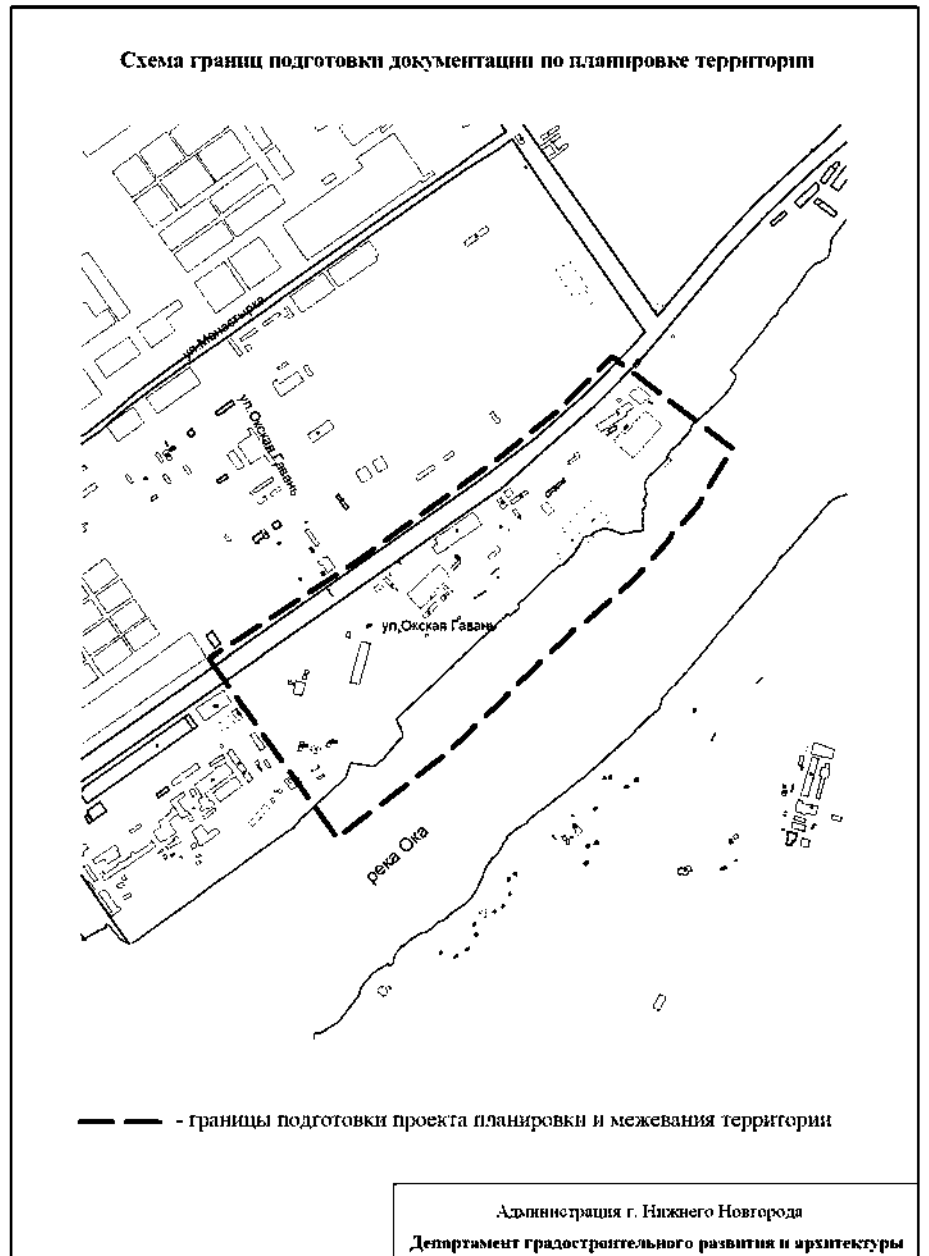 Схема границ подготовки документации по планировке территории
ул.Монастырка
ул.Окская Гавань
ул.Окская Гавань
река Ока
- границы подготовки проекта планировки и межевания территории
Администрация г. Нижнего Новгорода
Департамент градостроительного развития и архитектуры